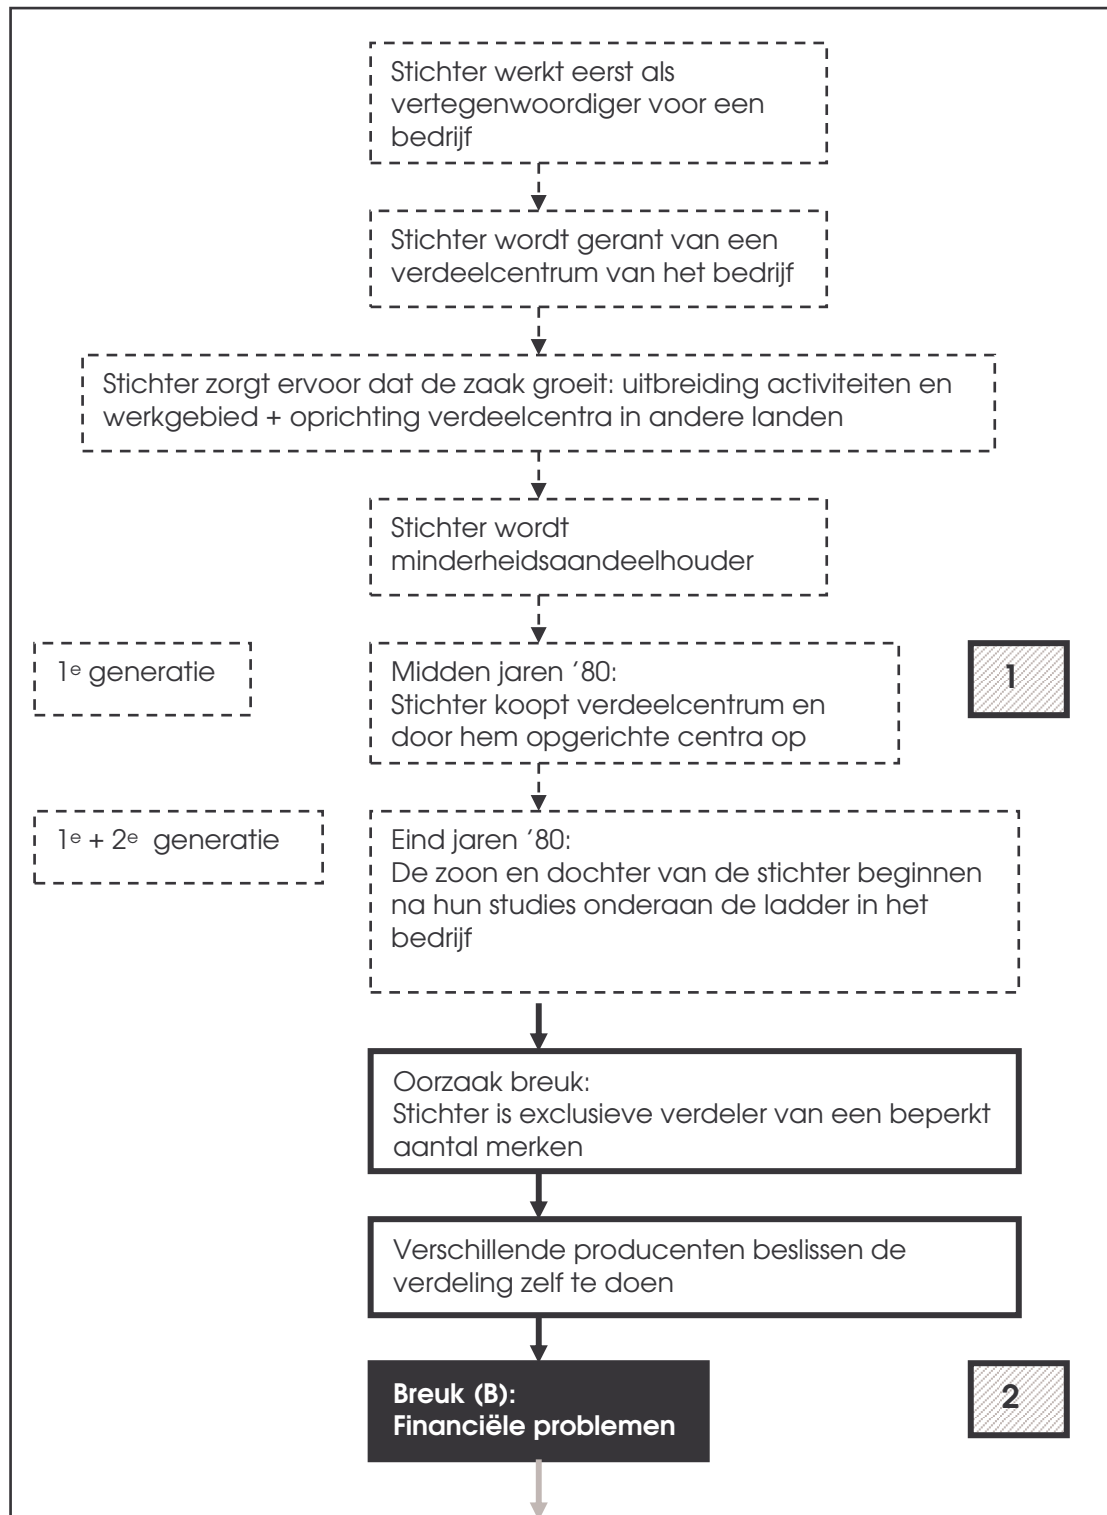 Stichter werkt eerst als
vertegenwoordiger voor een
bedrijf
Stichter wordt gerant van een
verdeelcentrum van het bedrijf
Stichter zorgt ervoor dat de zaak groeit: uitbreiding activiteiten en
werkgebied + oprichting verdeelcentra in andere landen
Stichter wordt
minderheidsaandeelhouder
1e generatie
Midden jaren ’80:
Stichter koopt verdeelcentrum en
door hem opgerichte centra op
1
1e + 2e generatie
Eind jaren ’80:
De zoon en dochter van de stichter beginnen
na hun studies onderaan de ladder in het
bedrijf
Oorzaak breuk:
Stichter is exclusieve verdeler van een beperkt
aantal merken
Verschillende producenten beslissen de
verdeling zelf te doen
Breuk (B):
Financiële problemen
2